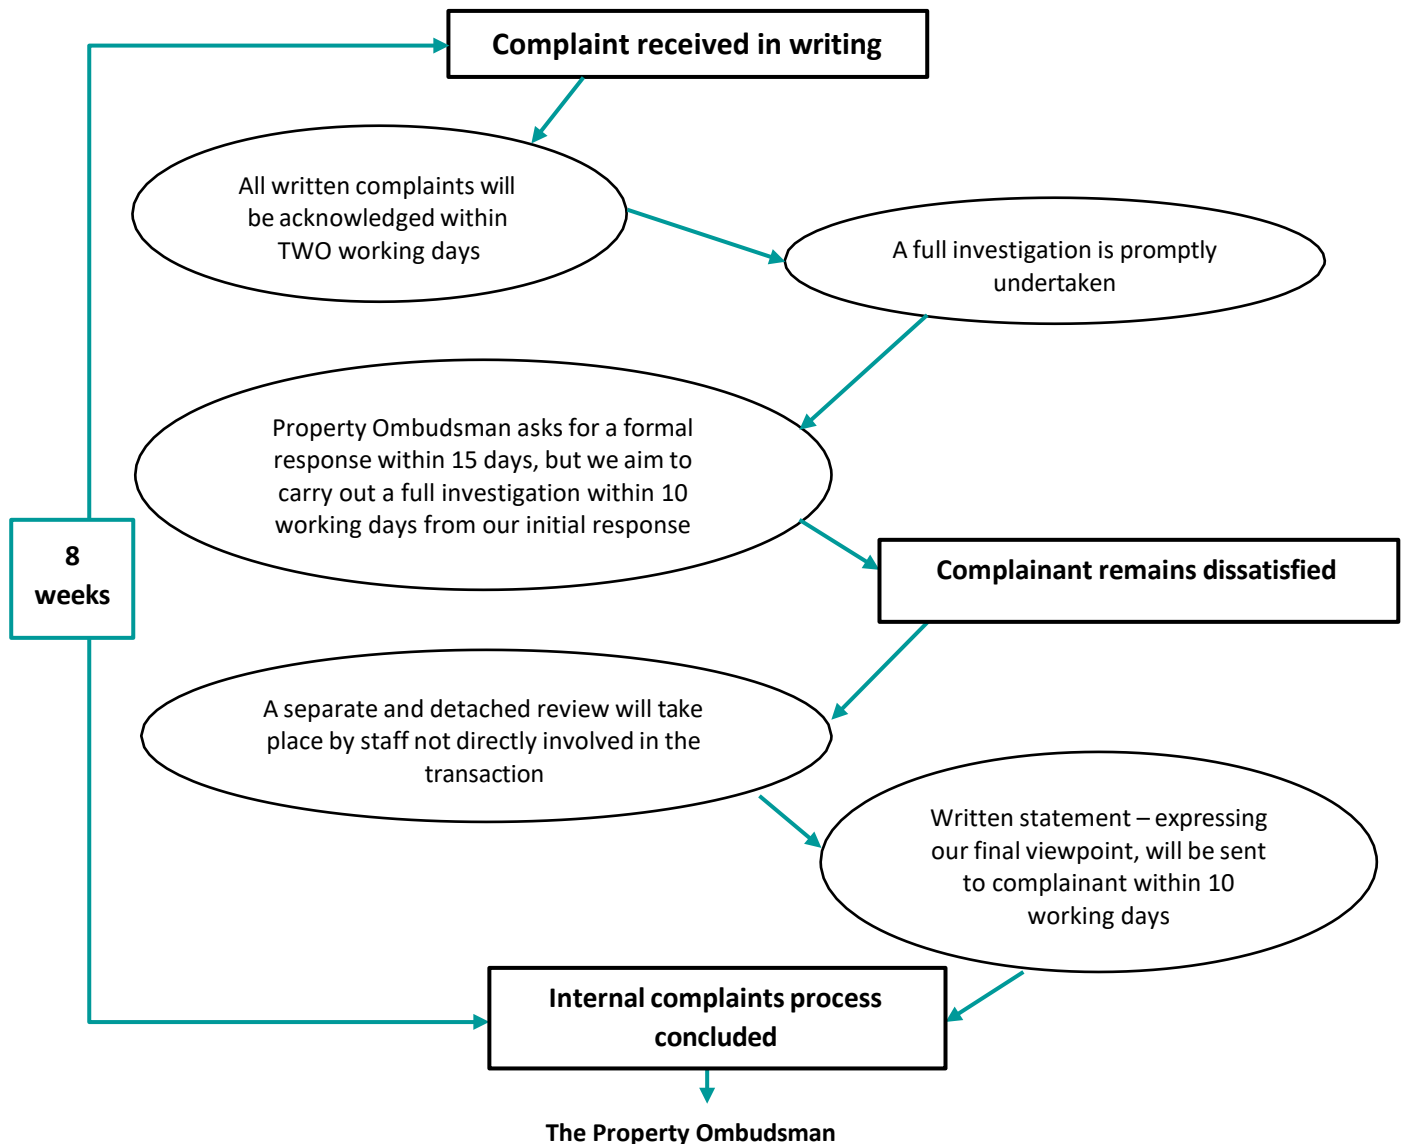 Complaint received in writing
All written complaints will
be acknowledged within
TWO working days
A full investigation is promptly
undertaken
Property Ombudsman asks for a formal
response within 15 days, but we aim to
carry out a full investigation within 10
working days from our initial response
8
weeks
Complainant remains dissatisfied
A separate and detached review will take
place by staff not directly involved in the
transaction
Written statement – expressing
our final viewpoint, will be sent
to complainant within 10
working days
Internal complaints process
concluded
The Property Ombudsman